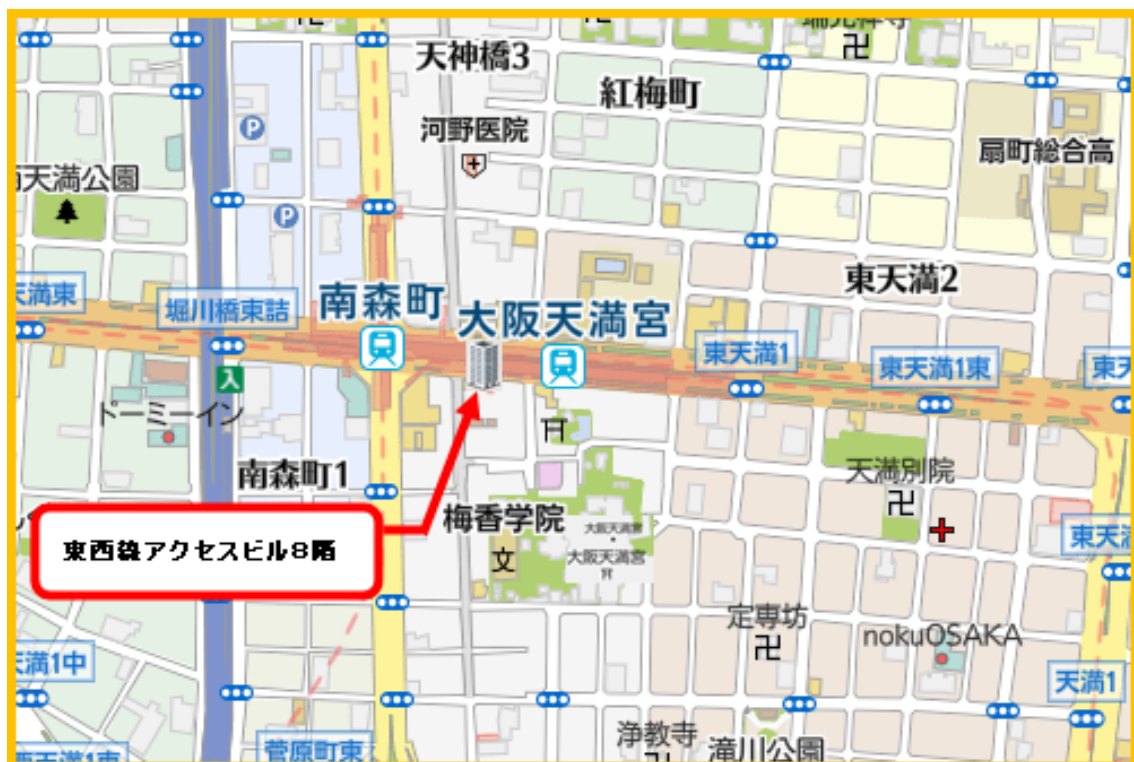 天神橋3
紅梅町
河野医院
扇町総合高
天満公園
東天満2
天満東
堀川橋東詰
南森町
大阪天満宮
東天満1
東天満1東
入
ドーミーイン
南森町1
天満別院
梅香学院
大阪天満宮
大阪天満宮
文
東西線アクセスビル8階
定専坊
nokuOSAKA
天満1中
天満1
浄教寺
滝川公園
菅原町東
P
P